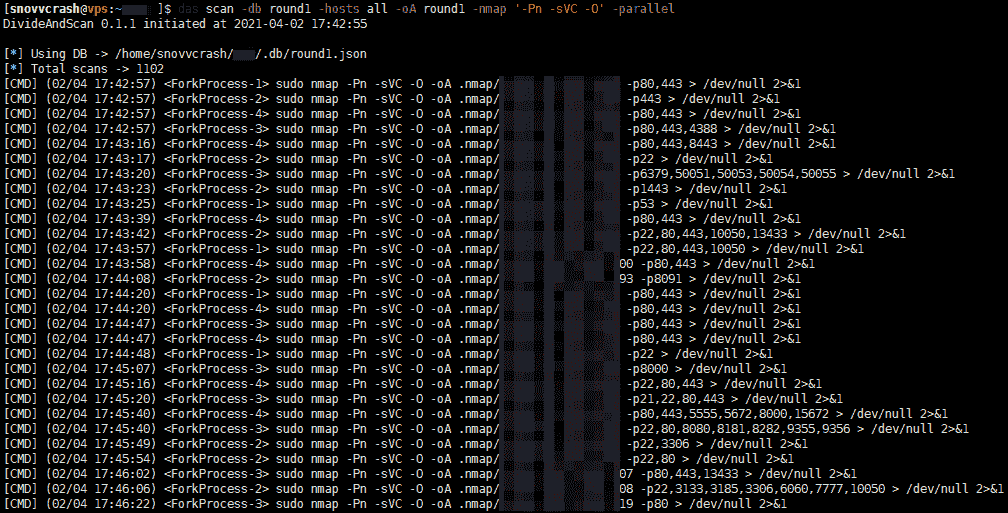 [snovvcrash@vps:~ ]$ das scan -db round1 -hosts all -oA round1 -nmap '-Pn -sVC -O' -parallel
DivideAndScan 0.1.1 initiated at 2021-04-02 17:42:55
[*] Using DB -> /home/snovvcrash/ /.db/round1.json
[*] Total scans -> 1102
[CMD] (02/04 17:42:57) <ForkProcess-1> sudo nmap -Pn -sVC -O -oA .nmap/ -p80,443 > /dev/null 2>&1
[CMD] (02/04 17:42:57) <ForkProcess-2> sudo nmap -Pn -sVC -O -oA .nmap/ -p443 > /dev/null 2>&1
[CMD] (02/04 17:42:57) <ForkProcess-4> sudo nmap -Pn -sVC -O -oA .nmap/ -p80,443 > /dev/null 2>&1
[CMD] (02/04 17:42:57) <ForkProcess-3> sudo nmap -Pn -sVC -O -oA .nmap/ -p80,443,4388 > /dev/null 2>&1
[CMD] (02/04 17:43:16) <ForkProcess-4> sudo nmap -Pn -sVC -O -oA .nmap/ -p80,443,8443 > /dev/null 2>&1
[CMD] (02/04 17:43:17) <ForkProcess-2> sudo nmap -Pn -sVC -O -oA .nmap/ -p22 > /dev/null 2>&1
[CMD] (02/04 17:43:20) <ForkProcess-3> sudo nmap -Pn -sVC -O -oA .nmap/ -p6379,50051,50053,50054,50055 > /dev/null 2>&1
[CMD] (02/04 17:43:23) <ForkProcess-2> sudo nmap -Pn -sVC -O -oA .nmap/ -p1443 > /dev/null 2>&1
[CMD] (02/04 17:43:25) <ForkProcess-1> sudo nmap -Pn -sVC -O -oA .nmap/ -p53 > /dev/null 2>&1
[CMD] (02/04 17:43:39) <ForkProcess-4> sudo nmap -Pn -sVC -O -oA .nmap/ -p80,443 > /dev/null 2>&1
[CMD] (02/04 17:43:42) <ForkProcess-2> sudo nmap -Pn -sVC -O -oA .nmap/ -p22,80,443,10050,13433 > /dev/null 2>&1
[CMD] (02/04 17:43:57) <ForkProcess-1> sudo nmap -Pn -sVC -O -oA .nmap/ -p22,80,443,10050 > /dev/null 2>&1
[CMD] (02/04 17:43:58) <ForkProcess-4> sudo nmap -Pn -sVC -O -oA .nmap/ 00 -p80,443 > /dev/null 2>&1
[CMD] (02/04 17:44:08) <ForkProcess-2> sudo nmap -Pn -sVC -O -oA .nmap/ 93 -p8091 > /dev/null 2>&1
[CMD] (02/04 17:44:20) <ForkProcess-1> sudo nmap -Pn -sVC -O -oA .nmap/ -p80,443 > /dev/null 2>&1
[CMD] (02/04 17:44:20) <ForkProcess-4> sudo nmap -Pn -sVC -O -oA .nmap/ -p80,443 > /dev/null 2>&1
[CMD] (02/04 17:44:47) <ForkProcess-3> sudo nmap -Pn -sVC -O -oA .nmap/ -p80,443 > /dev/null 2>&1
[CMD] (02/04 17:44:47) <ForkProcess-4> sudo nmap -Pn -sVC -O -oA .nmap/ -p80,443 > /dev/null 2>&1
[CMD] (02/04 17:44:48) <ForkProcess-1> sudo nmap -Pn -sVC -O -oA .nmap/ -p22 > /dev/null 2>&1
[CMD] (02/04 17:45:07) <ForkProcess-3> sudo nmap -Pn -sVC -O -oA .nmap/ -p8000 > /dev/null 2>&1
[CMD] (02/04 17:45:16) <ForkProcess-4> sudo nmap -Pn -sVC -O -oA .nmap/ -p22,80,443 > /dev/null 2>&1
[CMD] (02/04 17:45:20) <ForkProcess-3> sudo nmap -Pn -sVC -O -oA .nmap/ -p21,22,80,443 > /dev/null 2>&1
[CMD] (02/04 17:45:40) <ForkProcess-4> sudo nmap -Pn -sVC -O -oA .nmap/ -p80,443,5555,5672,8000,15672 > /dev/null 2>&1
[CMD] (02/04 17:45:40) <ForkProcess-3> sudo nmap -Pn -sVC -O -oA .nmap/ -p22,80,8080,8181,8282,9355,9356 > /dev/null 2>&1
[CMD] (02/04 17:45:49) <ForkProcess-2> sudo nmap -Pn -sVC -O -oA .nmap/ -p22,3306 > /dev/null 2>&1
[CMD] (02/04 17:45:54) <ForkProcess-2> sudo nmap -Pn -sVC -O -oA .nmap/ -p22,80 > /dev/null 2>&1
[CMD] (02/04 17:46:02) <ForkProcess-3> sudo nmap -Pn -sVC -O -oA .nmap/ 07 -p80,443,13433 > /dev/null 2>&1
[CMD] (02/04 17:46:06) <ForkProcess-2> sudo nmap -Pn -sVC -O -oA .nmap/ 08 -p22,3133,3185,3306,6060,7777,10050 > /dev/null 2>&1
[CMD] (02/04 17:46:22) <ForkProcess-1> sudo nmap -Pn -sVC -O -oA .nmap/ 19 -p80 > /dev/null 2>&1